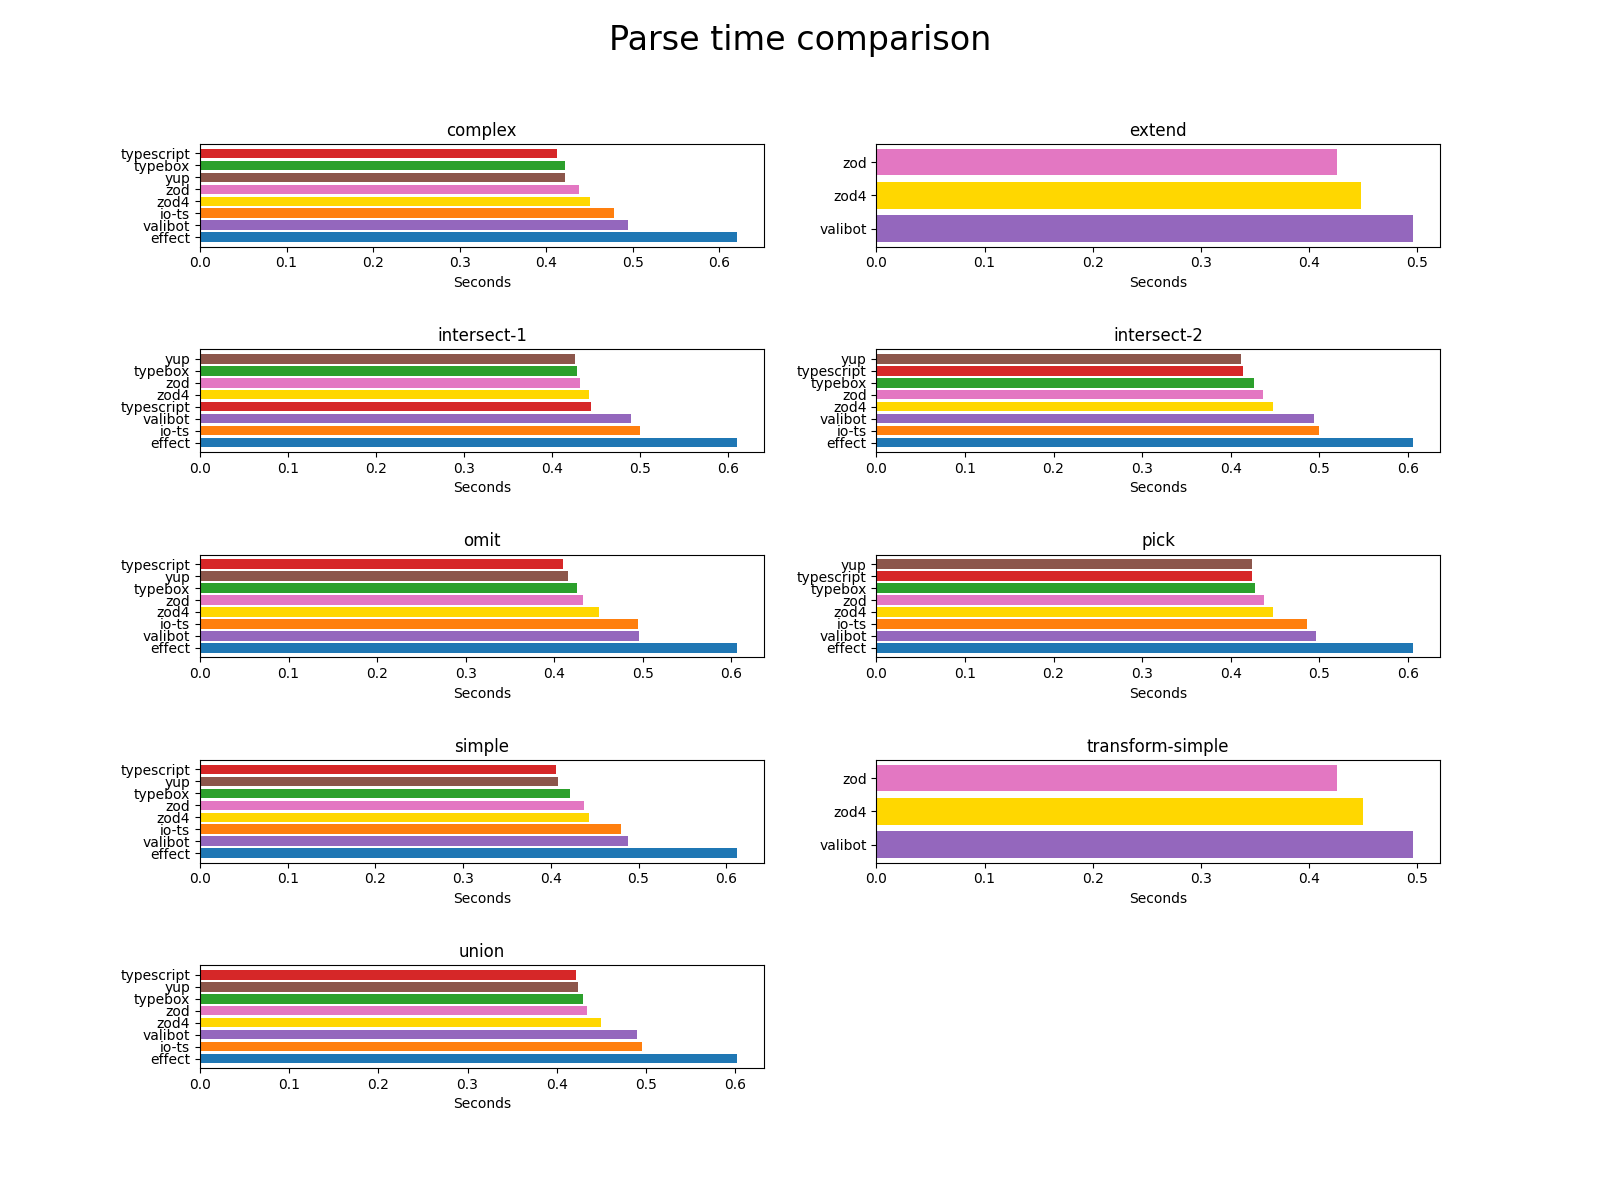 Parse time comparison
complex
typescript
typebox
yup
zod
zod4
io-ts
valibot
effect
0.0 0.1 0.2 0.3 0.4 0.5 0.6
Seconds
extend
zod
zod4
valibot
0.0 0.1 0.2 0.3 0.4 0.5
Seconds
intersect-1
yup
typebox
zod
zod4
typescript
valibot
io-ts
effect
0.0 0.1 0.2 0.3 0.4 0.5 0.6
Seconds
intersect-2
yup
typescript
typebox
zod
zod4
valibot
io-ts
effect
0.0 0.1 0.2 0.3 0.4 0.5 0.6
Seconds
omit
typescript
yup
typebox
zod
zod4
io-ts
valibot
effect
0.0 0.1 0.2 0.3 0.4 0.5 0.6
Seconds
pick
yup
typescript
typebox
zod
zod4
io-ts
valibot
effect
0.0 0.1 0.2 0.3 0.4 0.5 0.6
Seconds
simple
typescript
yup
typebox
zod
zod4
io-ts
valibot
effect
0.0 0.1 0.2 0.3 0.4 0.5 0.6
Seconds
transform-simple
zod
zod4
valibot
0.0 0.1 0.2 0.3 0.4 0.5
Seconds
union
typescript
yup
typebox
zod
zod4
valibot
io-ts
effect
0.0 0.1 0.2 0.3 0.4 0.5 0.6
Seconds